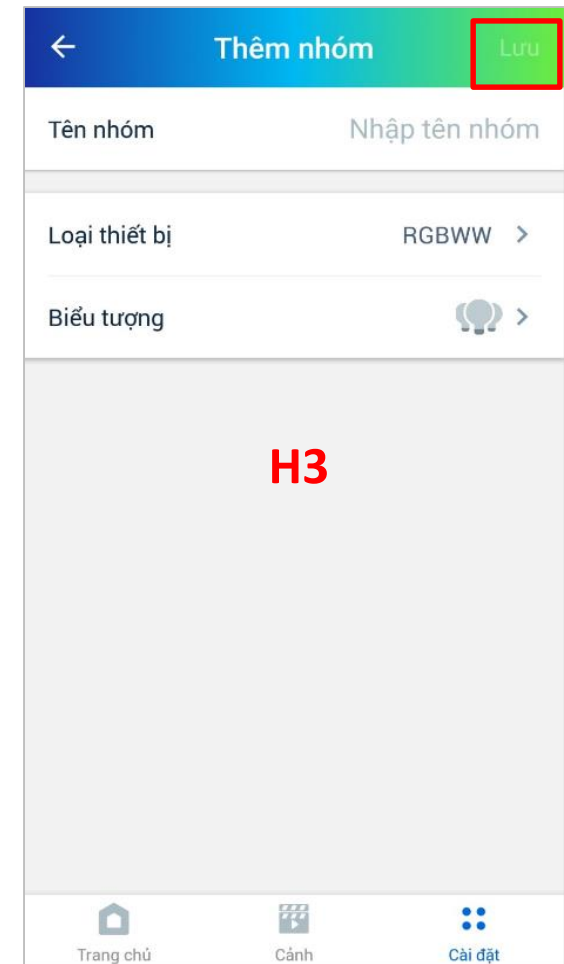 Thêm nhóm Lưu
Tên nhóm Nhập tên nhóm
Loại thiết bị RGBWW
Biểu tượng
H3
Trang chủ Cảnh Cài đặt